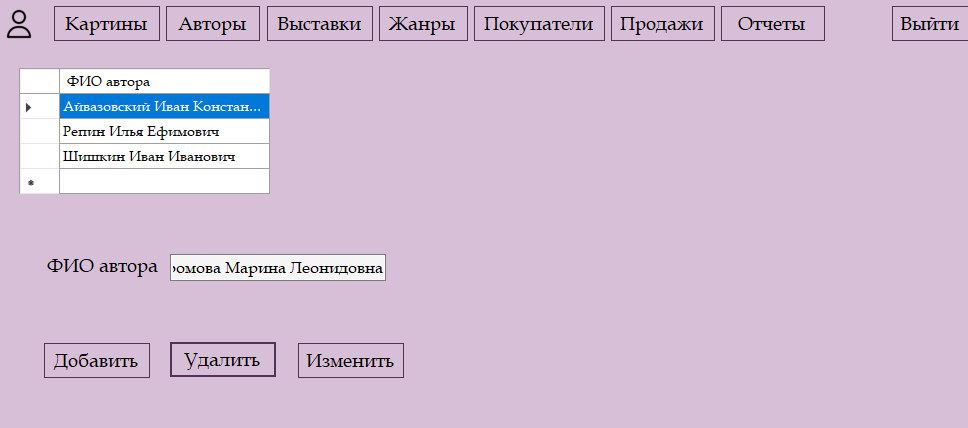 Картины Авторы Выставки Жанры Покупатели Продажи Отчеты Выйти
ФИО автора
Айвазовский Иван Констан...
Репин Илья Ефимович
Шишкин Иван Иванович
ФИО автора Марина Леонидовна
Добавить Удалить Изменить